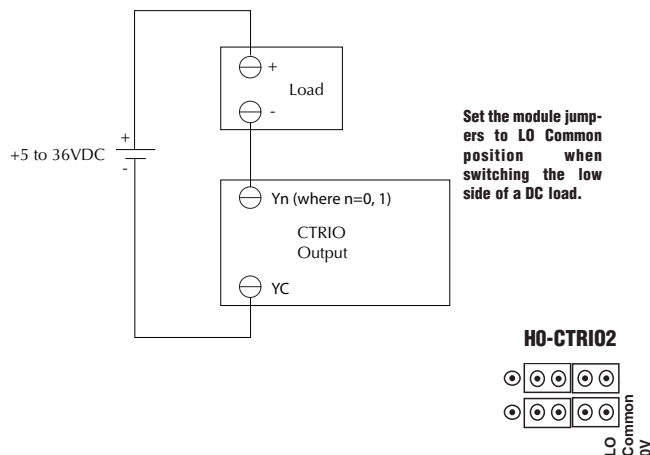 +
Load
-
+
+5 to 36VDC
-
Set the module jump-
ers to LO Common
position when
switching the low
side of a DC load.
Yn (where n=0, 1)
CTRIO
Output
YC
H0-CTRIO2
LO
Common
0V